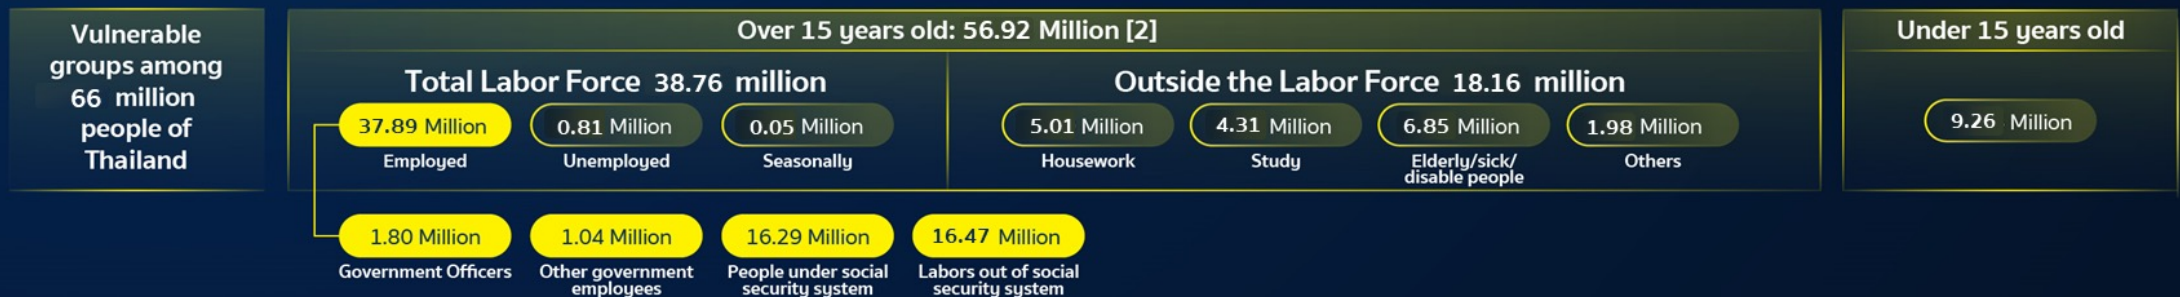 Vulnerable
groups among
66 million
people of
Thailand
Over 15 years old: 56.92 Million [2]
Total Labor Force 38.76 million
37.89 Million
0.81 Million
0.05 Million
Employed
Unemployed
Seasonally
Outside the Labor Force 18.16 million
5.01 Million
4.31 Million
6.85 Million
1.98 Million
Housework
Study
Elderly/sick/
disable people
Others
Under 15 years old
9.26 Million
1.80 Million
1.04 Million
16.29 Million
16.47 Million
Government Officers
Other government
employees
People under social
security system
Labors out of social
security system